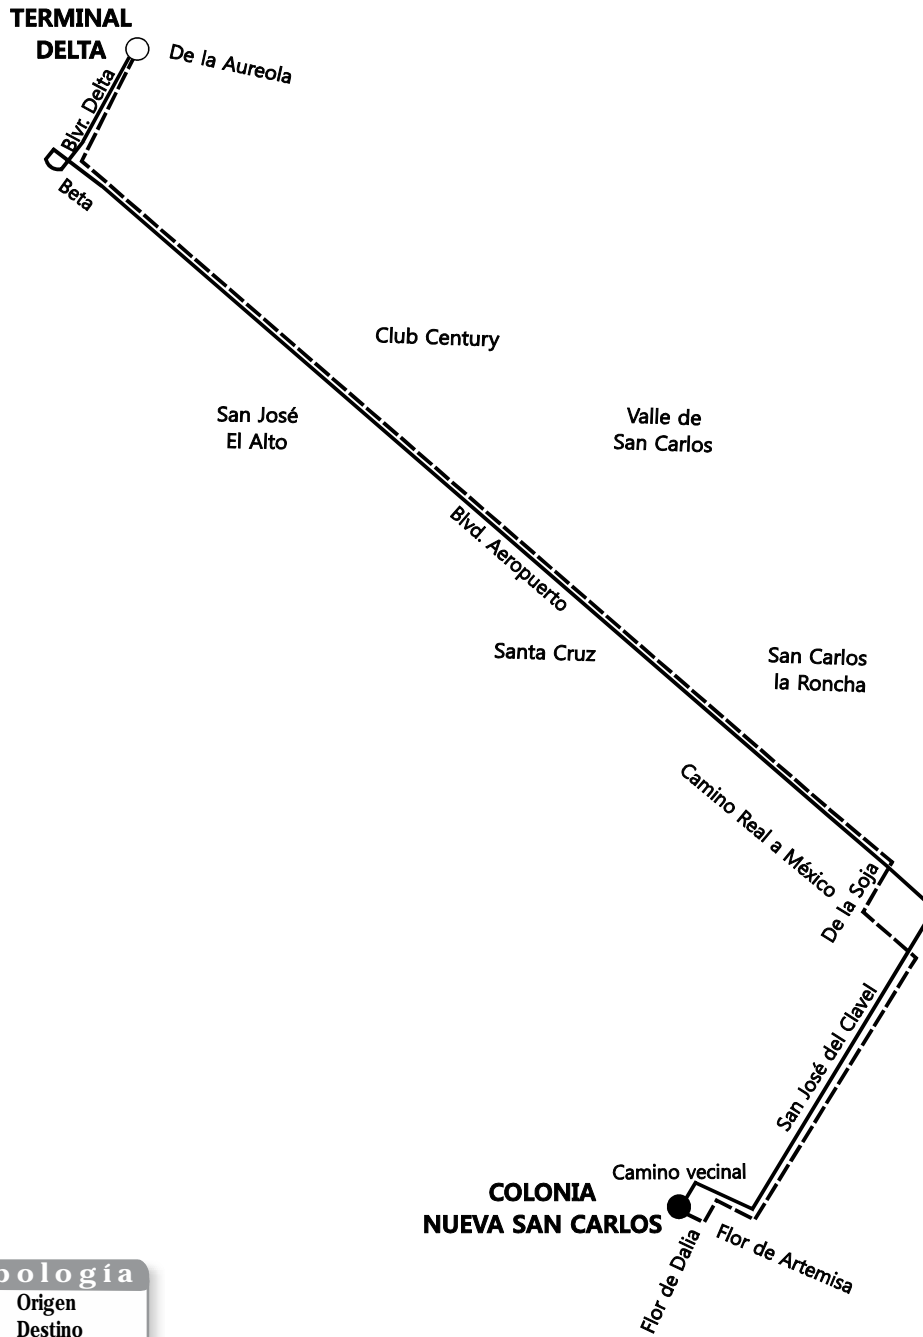 TERMINAL
DELTA
De la Aureola
Blvr. Delta
Beta
Club Century
San José
El Alto
Valle de
San Carlos
Blvd. Aeropuerto
Santa Cruz
San Carlos
la Roncha
Camino Real a México
De la Soja
San José del Clavel
Camino vecinal
COLONIA
NUEVA SAN CARLOS
Flor de Dalia
Flor de Artemisa
pología
Origen
Destino